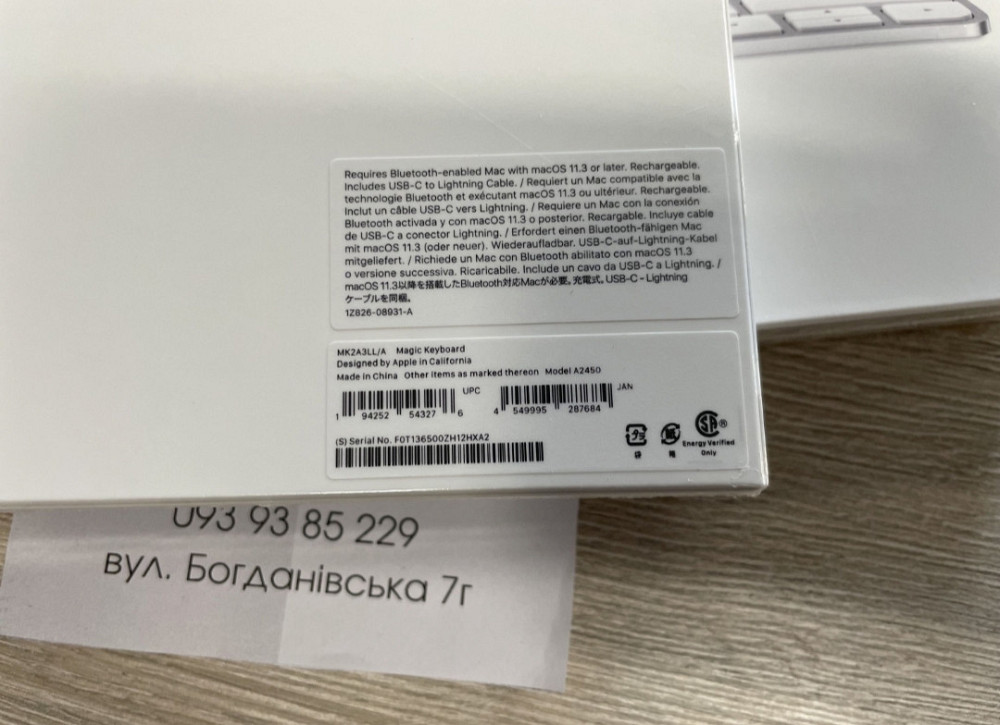 Requires Bluetooth-enabled Mac with macOS 11.3 or later. Rechargeable.
Includes USB-C to Lightning Cable. / Requiert un Mac compatible avec la
technologie Bluetooth et exécutant macOS 11.3 ou ultérieur. Rechargeable.
Inclut un câble USB-C vers Lightning. / Requiere un Mac con la conexión
Bluetooth activada y con macOS 11.3 o posterior. Recargable. Incluye cable
de USB-C a conector Lightning. / Erfordert einen Bluetooth-fähigen Mac
mit macOS 11.3 (oder neuer). Wiederaufladbar. USB-C-auf-Lightning-Kabel
mitgeliefert. / Richiede un Mac con Bluetooth abilitato con macOS 11.3
o versione successiva. Ricaricabile. Include un cavo da USB-C a Lightning. /
macOS 11.3以降を搭載したBluetooth対応Macが必要。充電式。USB-C – Lightning
ケーブルを同梱。
1Z826-08931-A
MK2A3LL/A Magic Keyboard
Designed by Apple in California
Made in China Other items as marked thereon Model A2450
UPC
1 94252 54327 6
JAN
4 549995 287684
(S) Serial No. F0T136500ZH12HXA2
SA
Energy Verified
Only
袋
箱
093 93 85 229
вул. Богданівська 7г